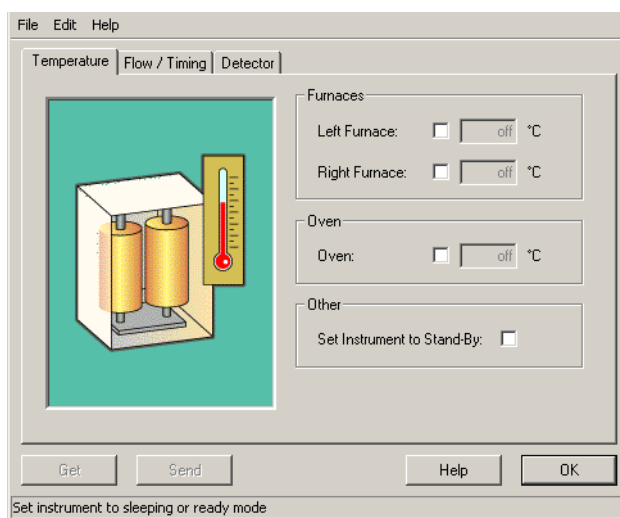 File Edit Help
Temperature Flow / Timing Detector
Furnaces
Left Furnace: off °C
Right Furnace: off °C
Oven
Oven: off °C
Other
Set Instrument to Stand-By:
Get Send Help OK
Set instrument to sleeping or ready mode